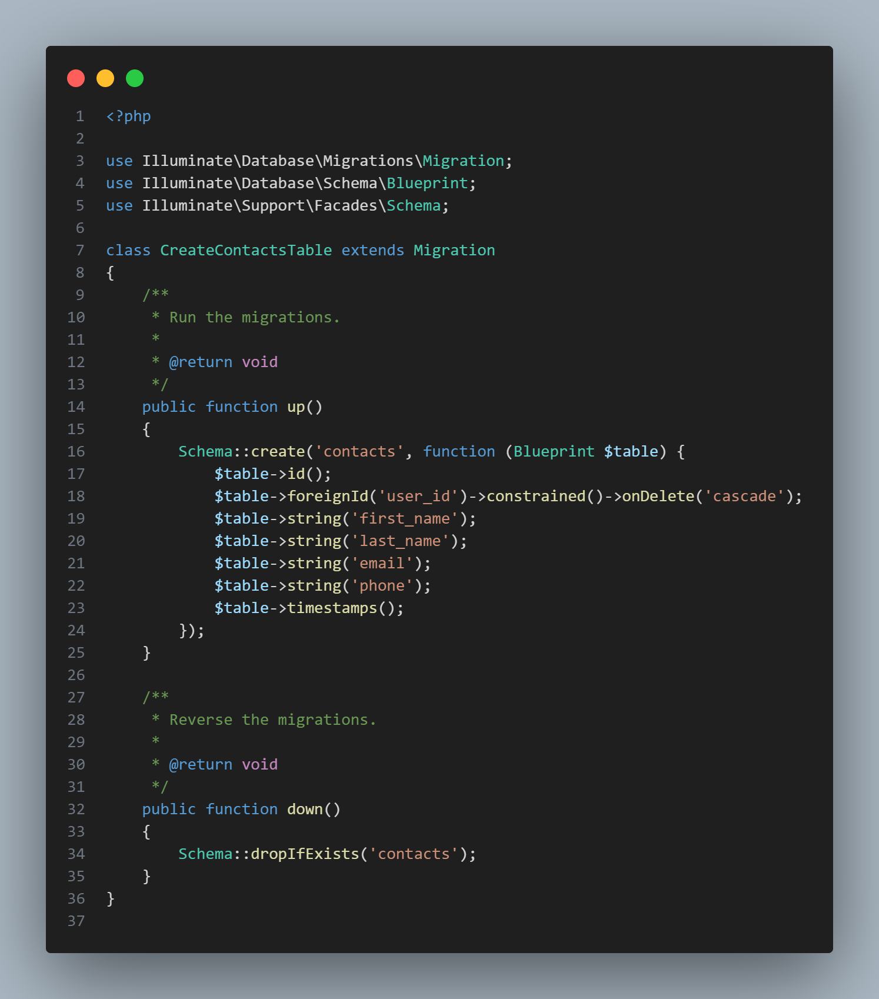 1 <?php
2
3 use Illuminate\Database\Migrations\Migration;
4 use Illuminate\Database\Schema\Blueprint;
5 use Illuminate\Support\Facades\Schema;
6
7 class CreateContactsTable extends Migration
8 {
9     /**
10      * Run the migrations.
11      *
12      * @return void
13      */
14     public function up()
15     {
16         Schema::create('contacts', function (Blueprint $table) {
17             $table->id();
18             $table->foreignId('user_id')->constrained()->onDelete('cascade');
19             $table->string('first_name');
20             $table->string('last_name');
21             $table->string('email');
22             $table->string('phone');
23             $table->timestamps();
24         });
25     }
26
27     /**
28      * Reverse the migrations.
29      *
30      * @return void
31      */
32     public function down()
33     {
34         Schema::dropIfExists('contacts');
35     }
36 }
37